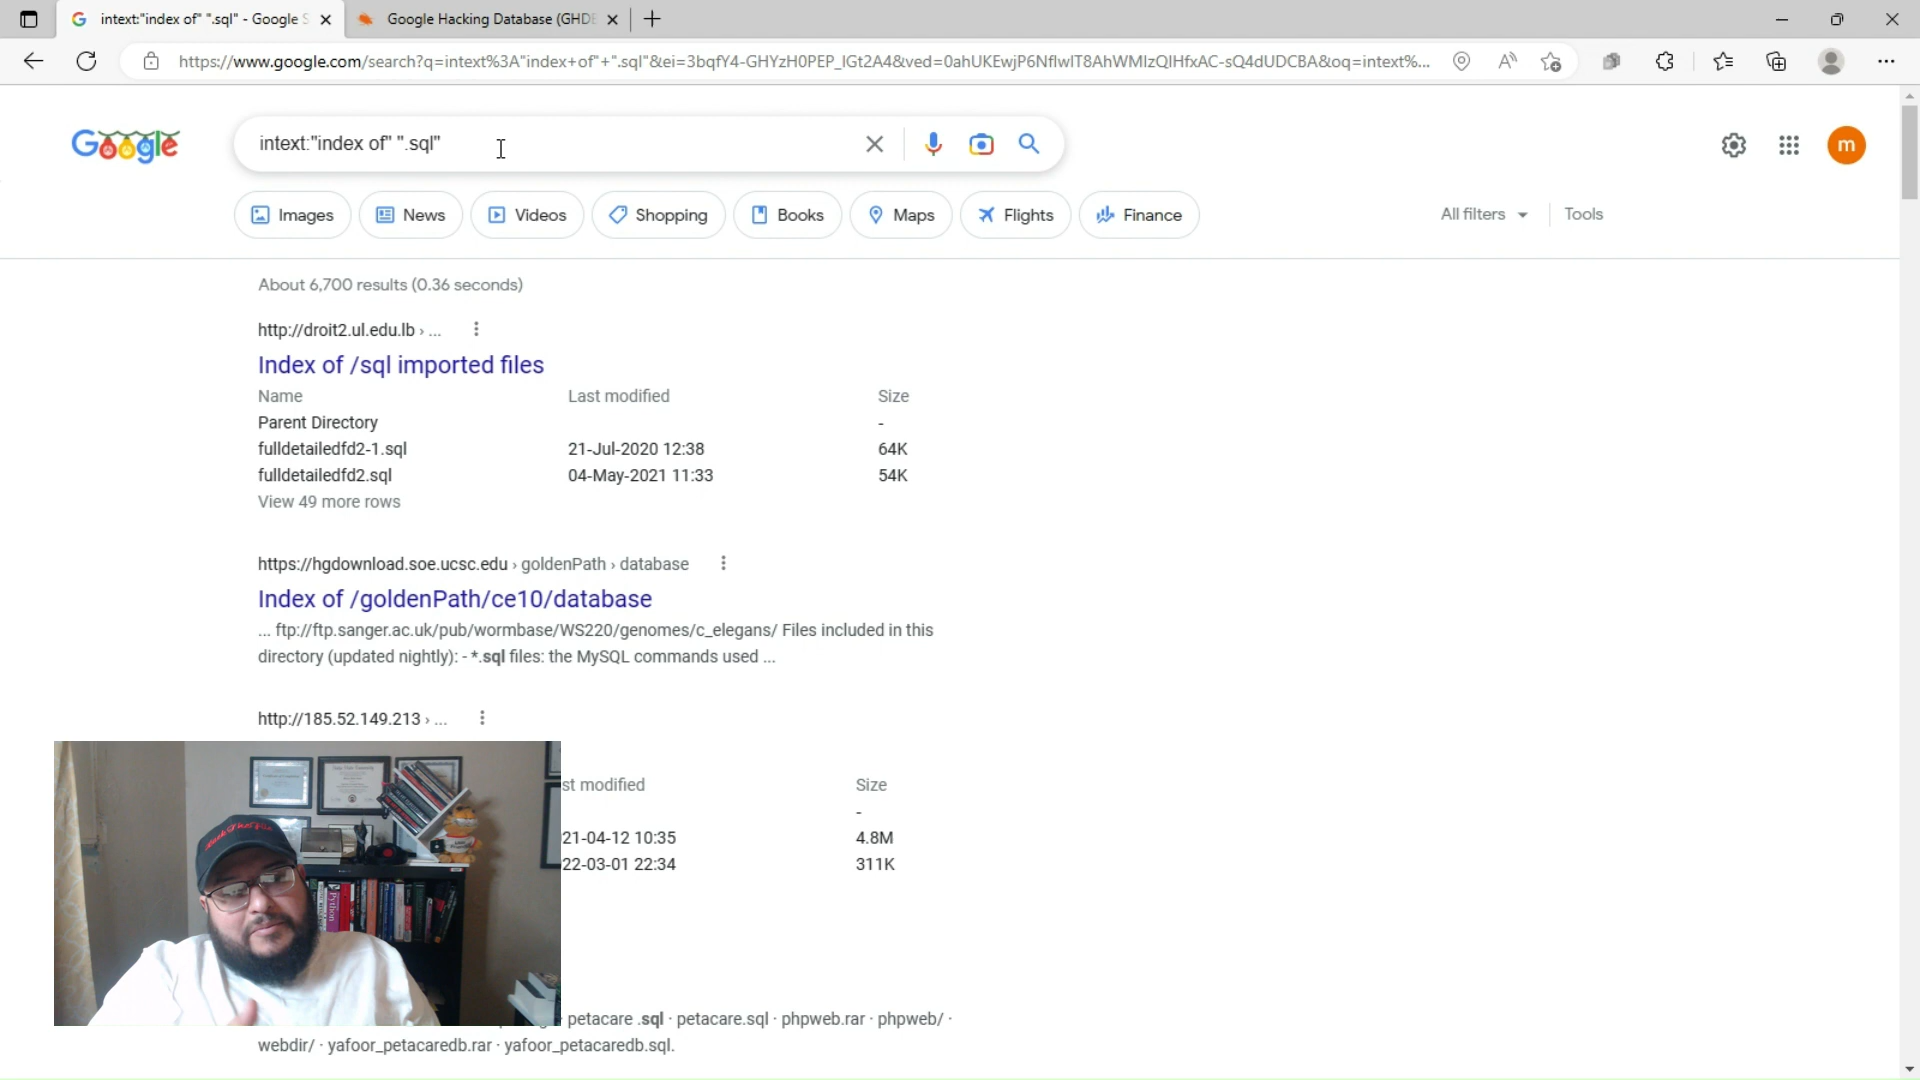 intext:"index of" ".sql" - Google S
Google Hacking Database (GHDB
https://www.google.com/search?q=intext%3A"index+of"+".sql"&ei=3bqfY4-GHYzH0PEP_IGt2A4&ved=0ahUKEwjP6NfIwIT8AhWMIzQIHfxAC-sQ4dUDCBA&oq=intext%...
Google
intext:"index of" ".sql"
m
Images
News
Videos
Shopping
Books
Maps
Flights
Finance
All filters
Tools
About 6,700 results (0.36 seconds)
http://droit2.ul.edu.lb › ...
Index of /sql imported files
Name Last modified Size
Parent Directory -
fulldetailedfd2-1.sql 21-Jul-2020 12:38 64K
fulldetailedfd2.sql 04-May-2021 11:33 54K
View 49 more rows
https://hgdownload.soe.ucsc.edu › goldenPath › database
Index of /goldenPath/ce10/database
... ftp://ftp.sanger.ac.uk/pub/wormbase/WS220/genomes/c_elegans/ Files included in this
directory (updated nightly): - *.sql files: the MySQL commands used ...
http://185.52.149.213 › ...
st modified Size
-
21-04-12 10:35 4.8M
22-03-01 22:34 311K
Python
petacare .sql · petacare.sql · phpweb.rar · phpweb/ ·
webdir/ · yafoor_petacaredb.rar · yafoor_petacaredb.sql.